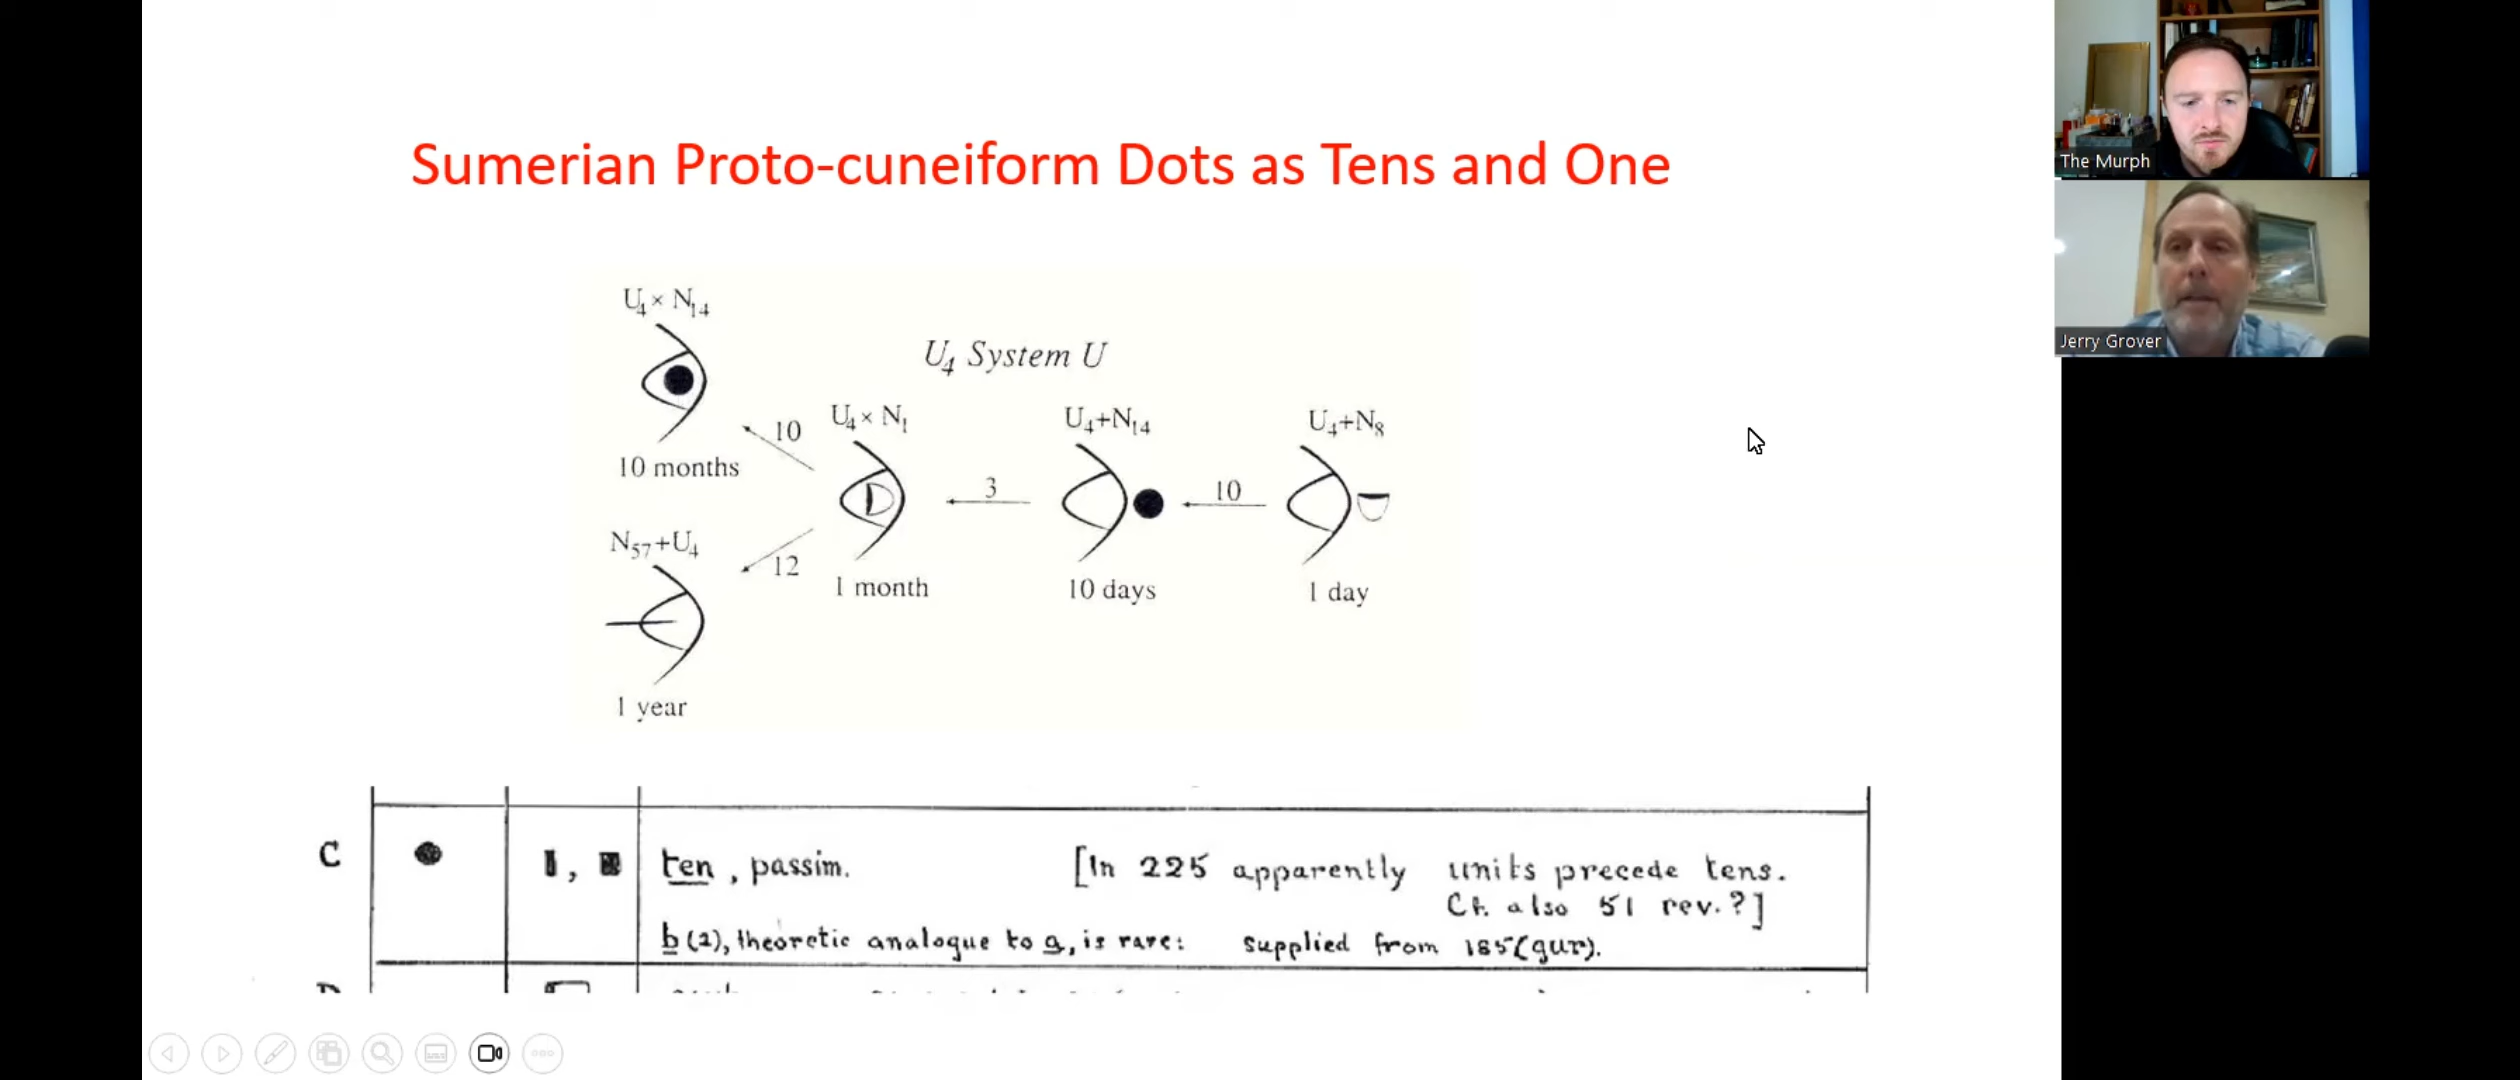 Sumerian Proto-cuneiform Dots as Tens and One
The Murph
Jerry Grover
U₄ × N₁₄
10 months
U₄ System U
10
U₄ × N₁
1 month
3
U₄+N₁₄
10 days
10
U₄+N₈
1 day
N₅₇+U₄
12
1 year
C
ten, passim. [In 225 apparently units precede tens.
Cf. also 51 rev.?]
b(2), theoretic analogue to a, is rare: supplied from 185(gur).